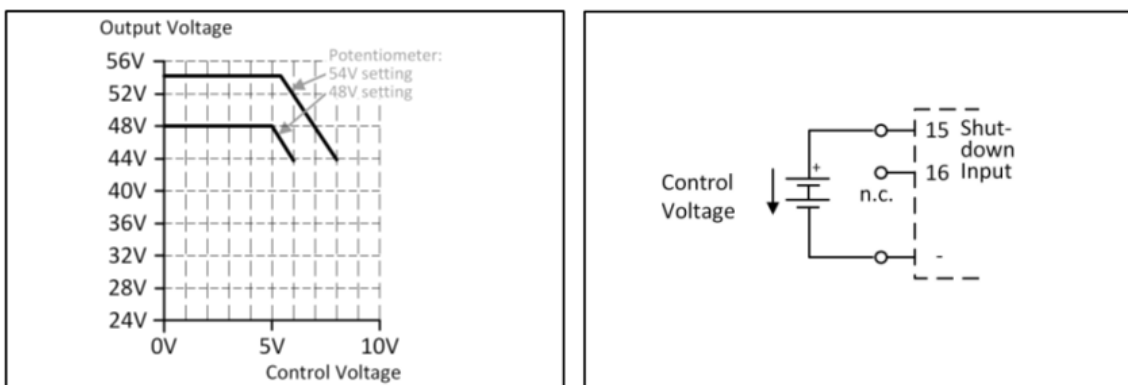 Output Voltage
56V
52V
48V
44V
40V
36V
32V
28V
24V
0V
5V
10V
Control Voltage
Potentiometer:
54V setting
48V setting
Control
Voltage
+
n.c.
15 Shut-
down
16 Input
-